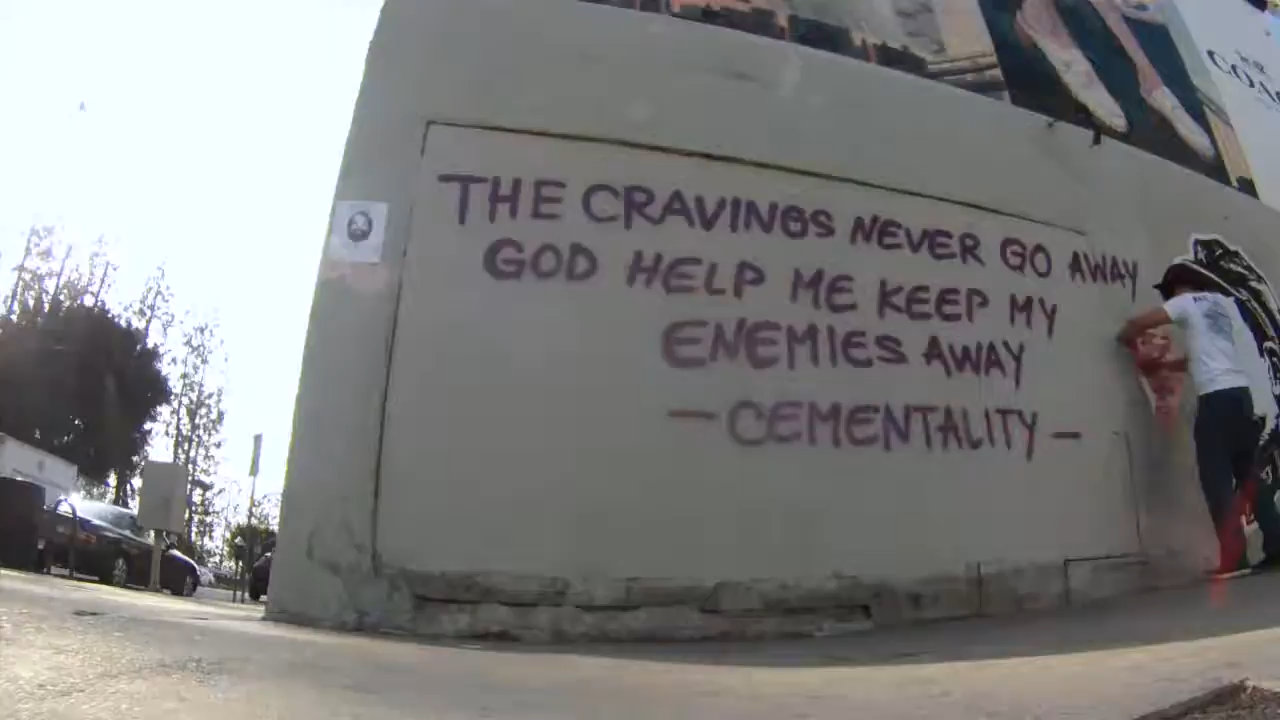 THE CRAVINGS NEVER GO AWAY
GOD HELP ME KEEP MY
ENEMIES AWAY
— CEMENTALITY —